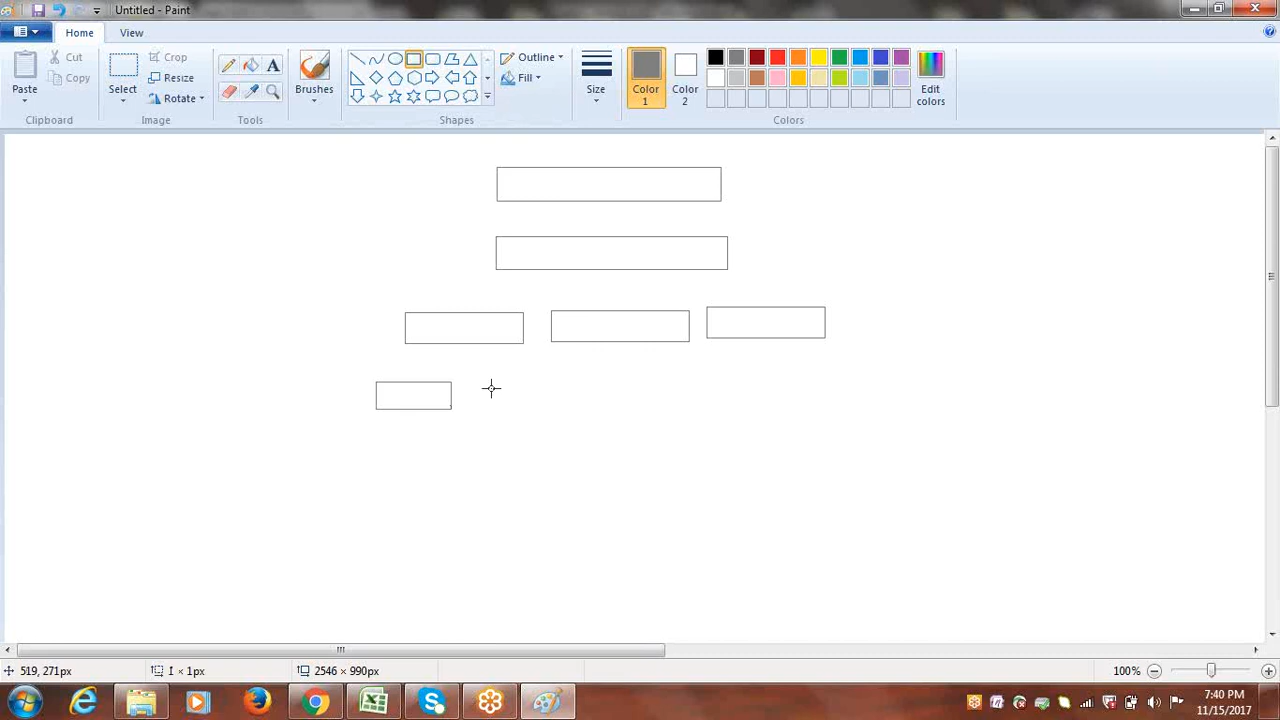 Untitled - Paint
Home
View
Paste
Cut
Copy
Clipboard
Select
Crop
Resize
Rotate
Image
Tools
Brushes
Shapes
Outline
Fill
Size
Color 1
Color 2
Edit colors
Colors
519, 271px
1 × 1px
2546 × 990px
100%
7:40 PM
11/15/2017